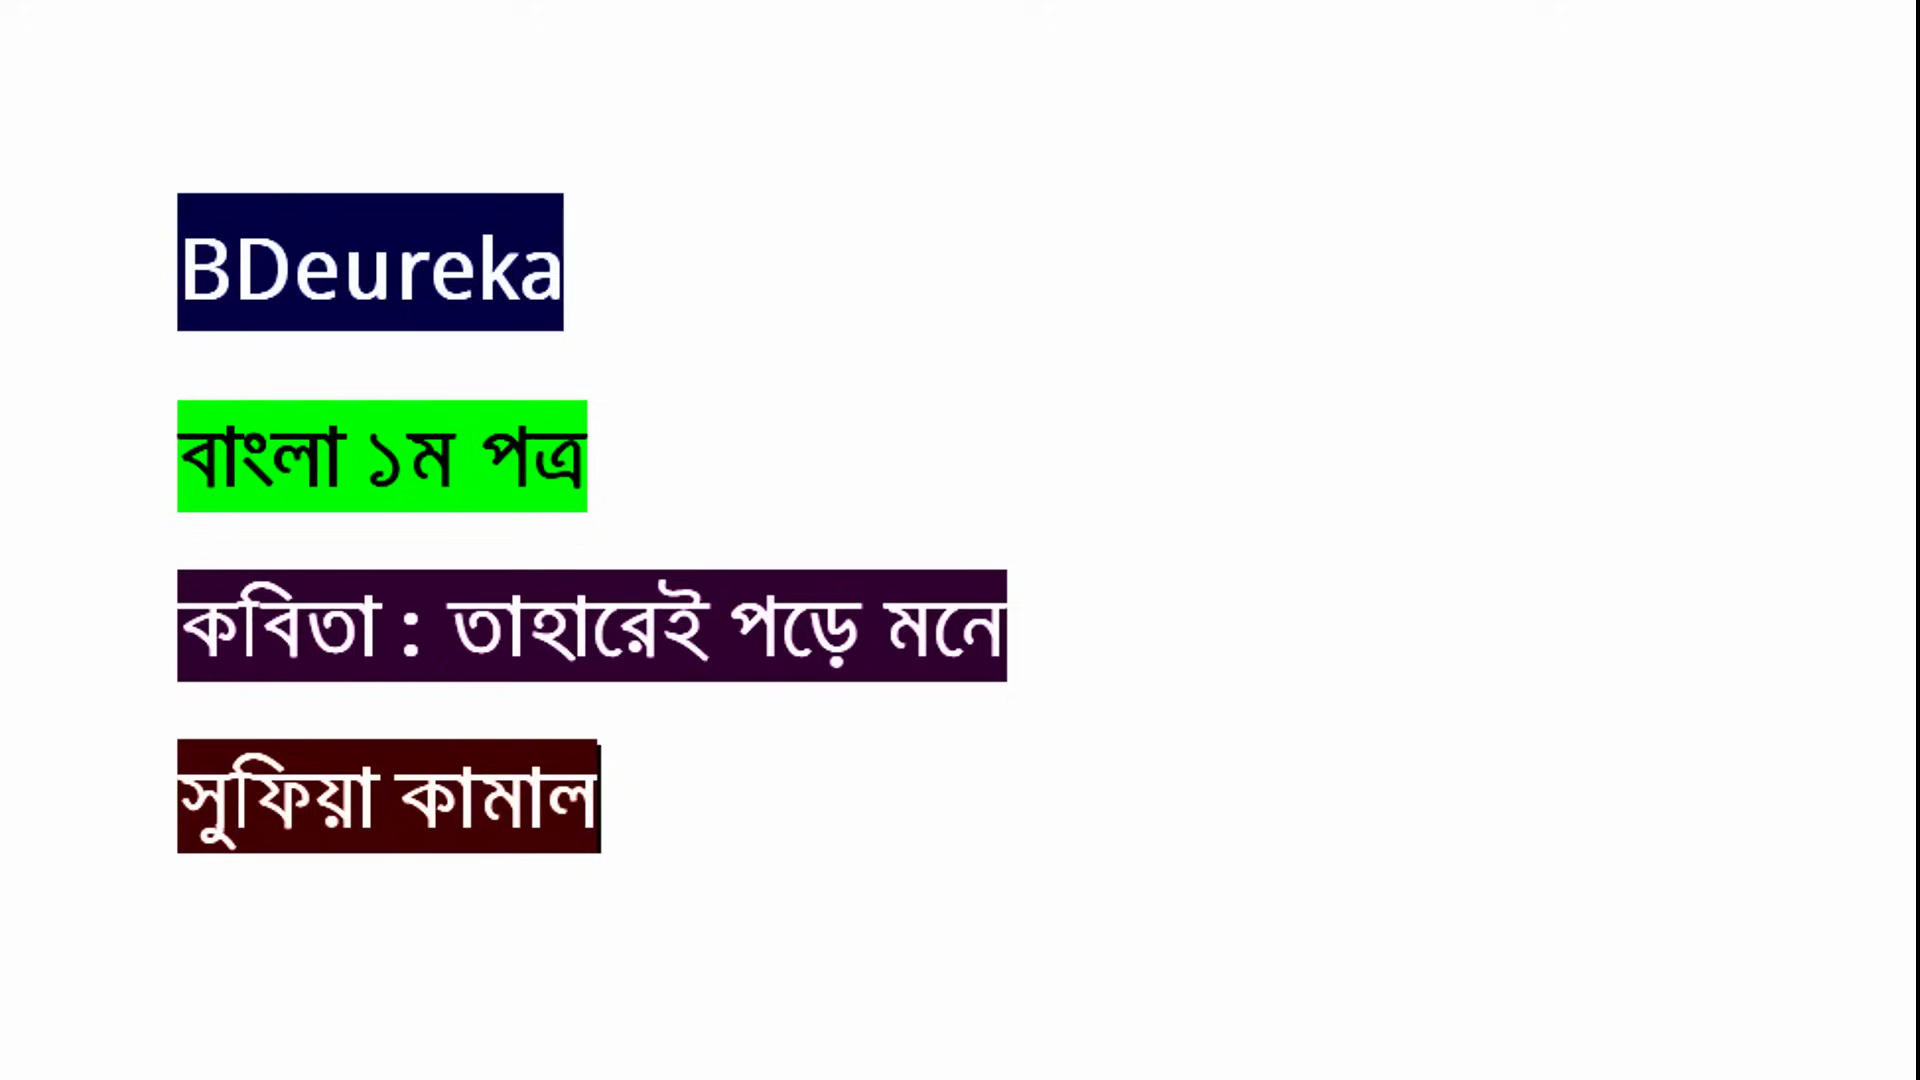 BDeureka
বাংলা ১ম পত্র
কবিতা : তাহারেই পড়ে মনে
সুফিয়া কামাল